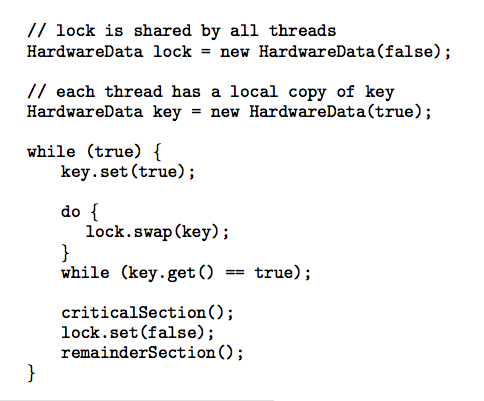 // lock is shared by all threads
HardwareData lock = new HardwareData(false);
// each thread has a local copy of key
HardwareData key = new HardwareData(true);
while (true) {
key.set(true);
do {
lock.swap(key);
}
while (key.get() == true);
criticalSection();
lock.set(false);
remainderSection();
}